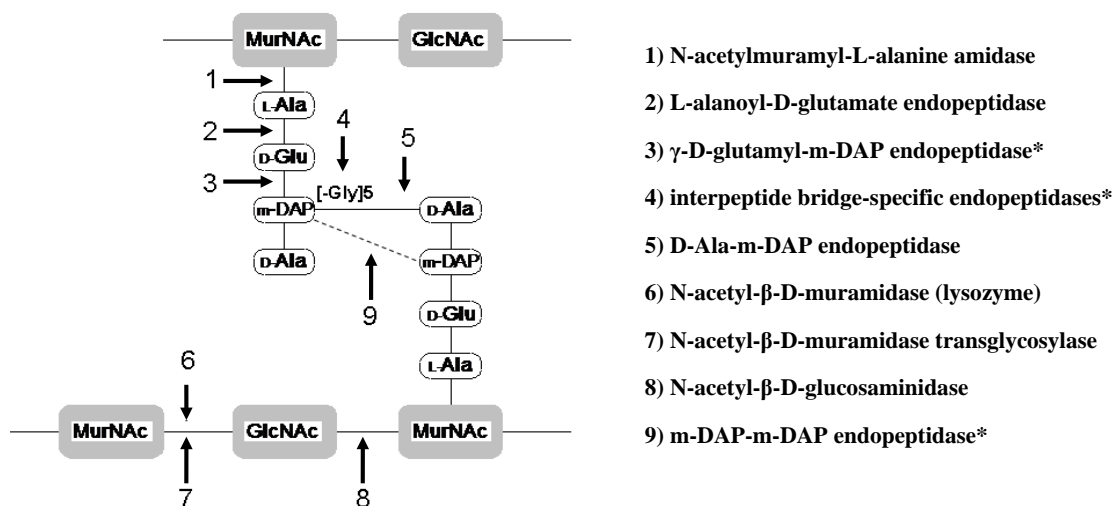 MurNAc GlcNAc
1
L-Ala
2
4
5
D-Glu
3
[-Gly]5
m-DAP
D-Ala
D-Ala
m-DAP
9
D-Glu
L-Ala
6
MurNAc GlcNAc MurNAc
7
8
1) N-acetylmuramyl-L-alanine amidase
2) L-alanoyl-D-glutamate endopeptidase
3) γ-D-glutamyl-m-DAP endopeptidase*
4) interpeptide bridge-specific endopeptidases*
5) D-Ala-m-DAP endopeptidase
6) N-acetyl-β-D-muramidase (lysozyme)
7) N-acetyl-β-D-muramidase transglycosylase
8) N-acetyl-β-D-glucosaminidase
9) m-DAP-m-DAP endopeptidase*